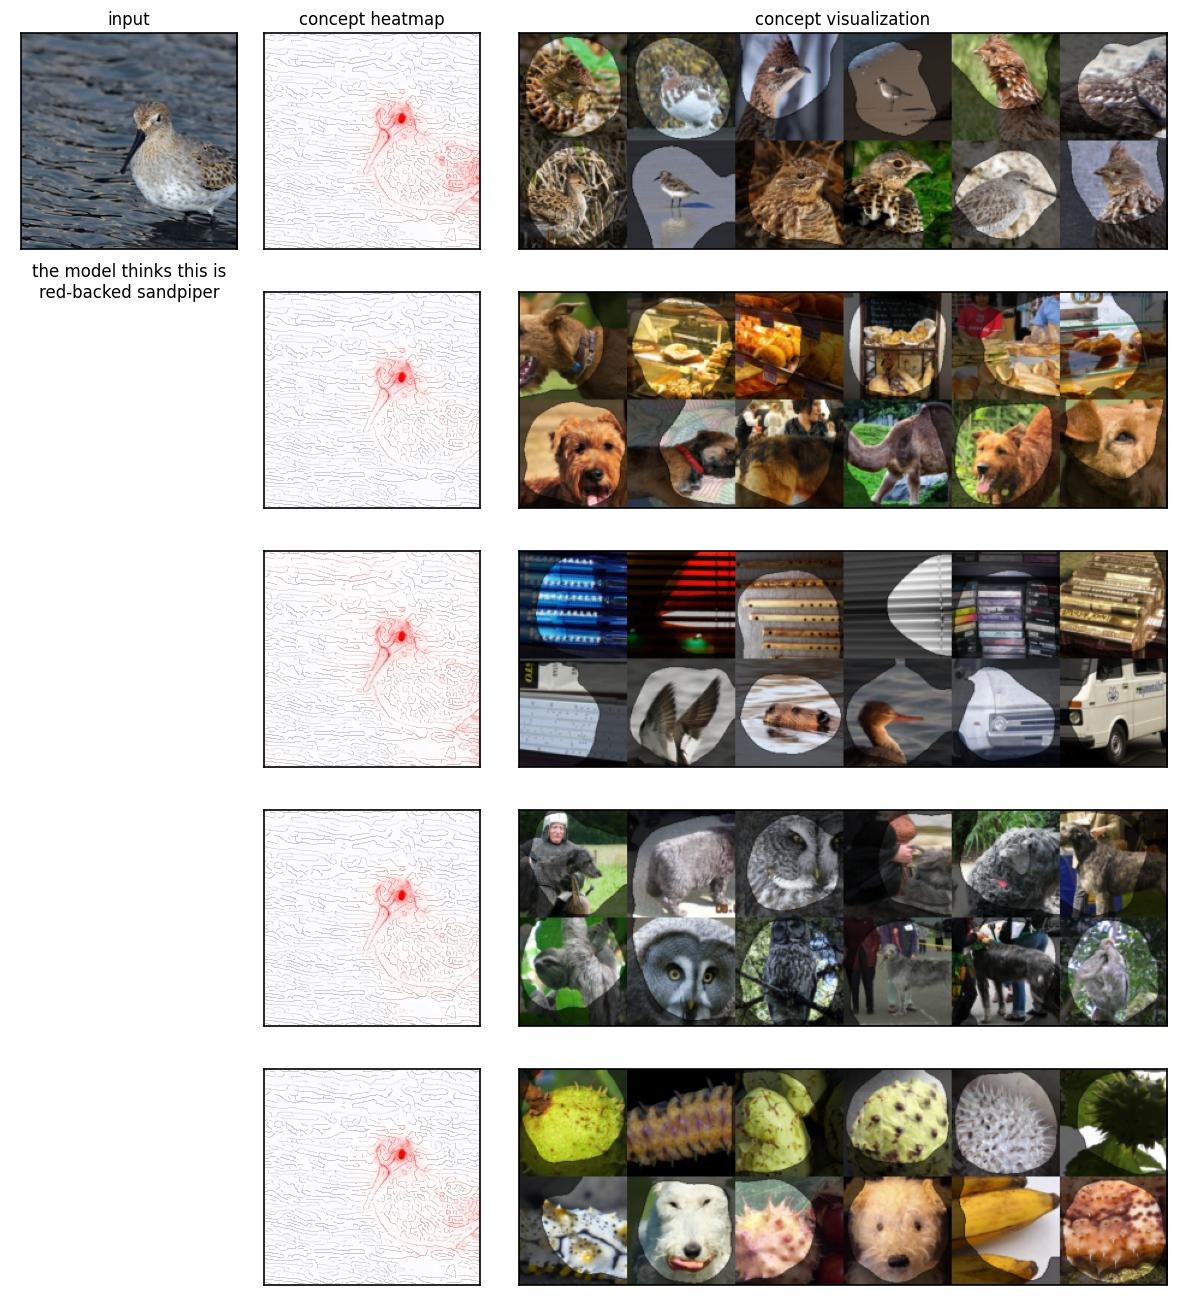 input
concept heatmap
concept visualization
the model thinks this is
red-backed sandpiper